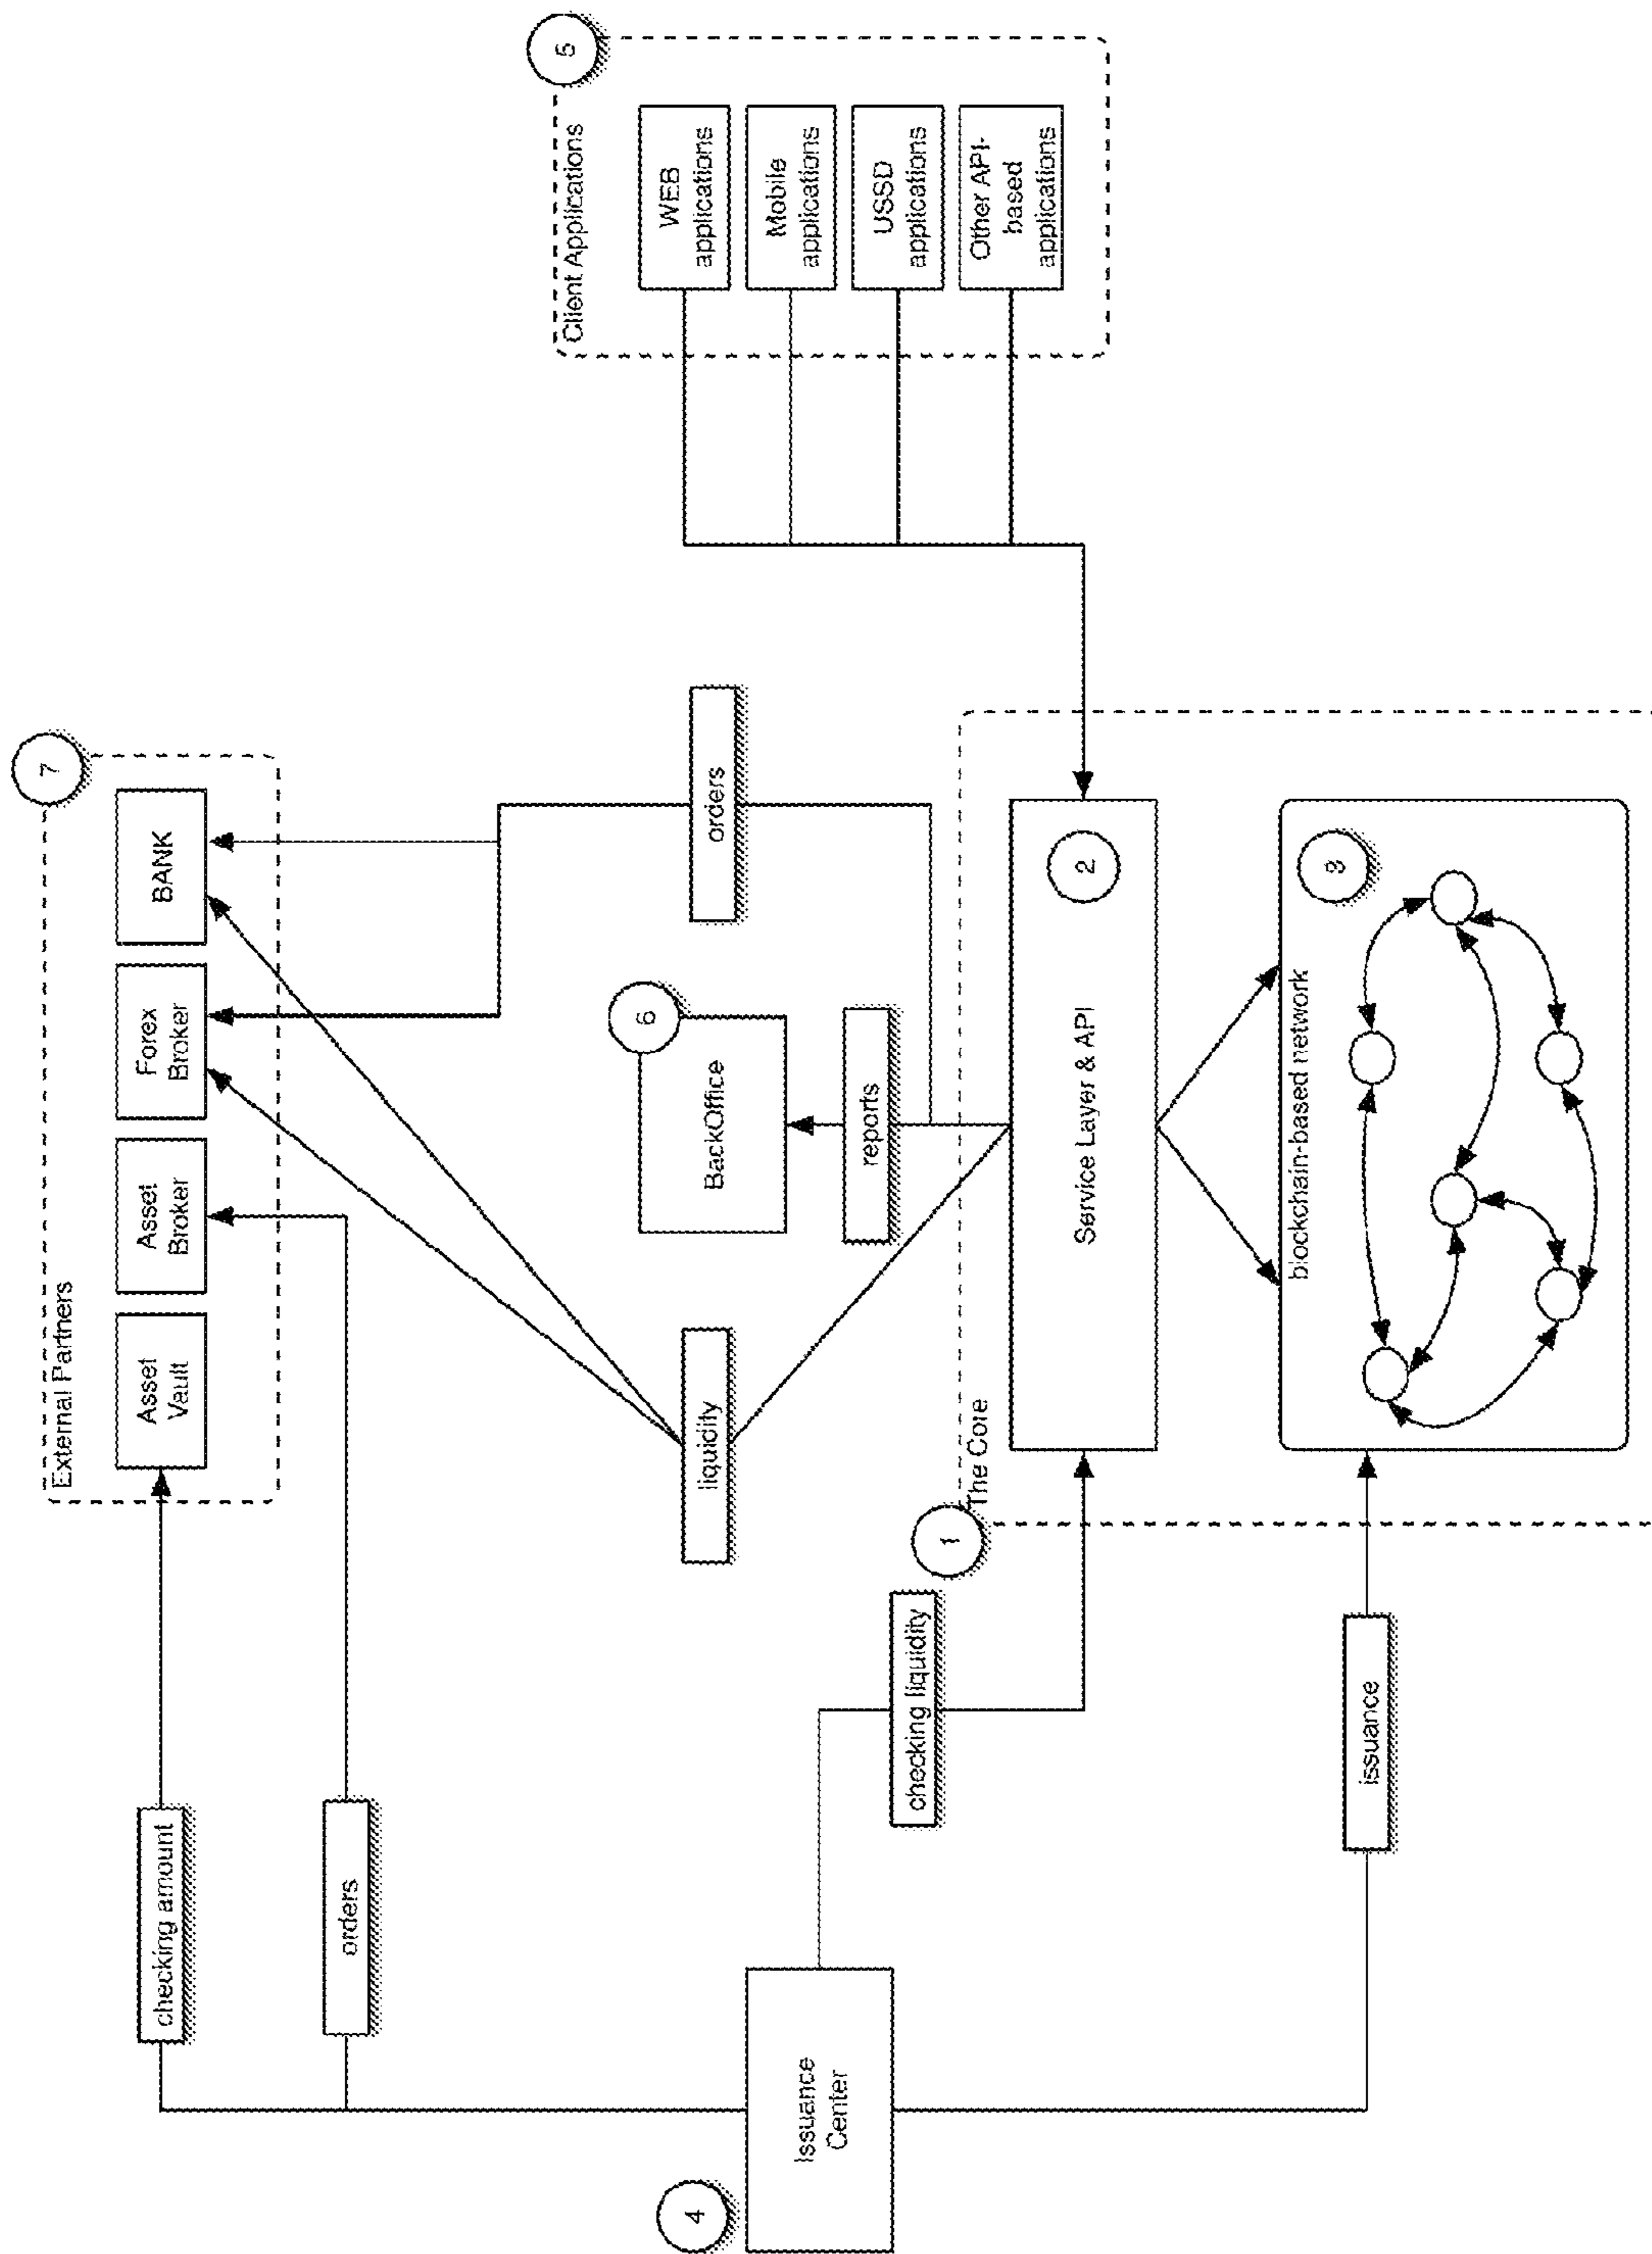 7
External Partners
Asset
Vault
Asset
Broker
Forex
Broker
BANK
5
Client Applications
WEB
applications
Mobile
applications
USSD
applications
Other API-
based
applications
checking amount
orders
liquidity
orders
6
BackOffice
reports
4
Issuance
Center
checking liquidity
1
The Core
Service Layer & API
2
issuance
blockchain-based network
3